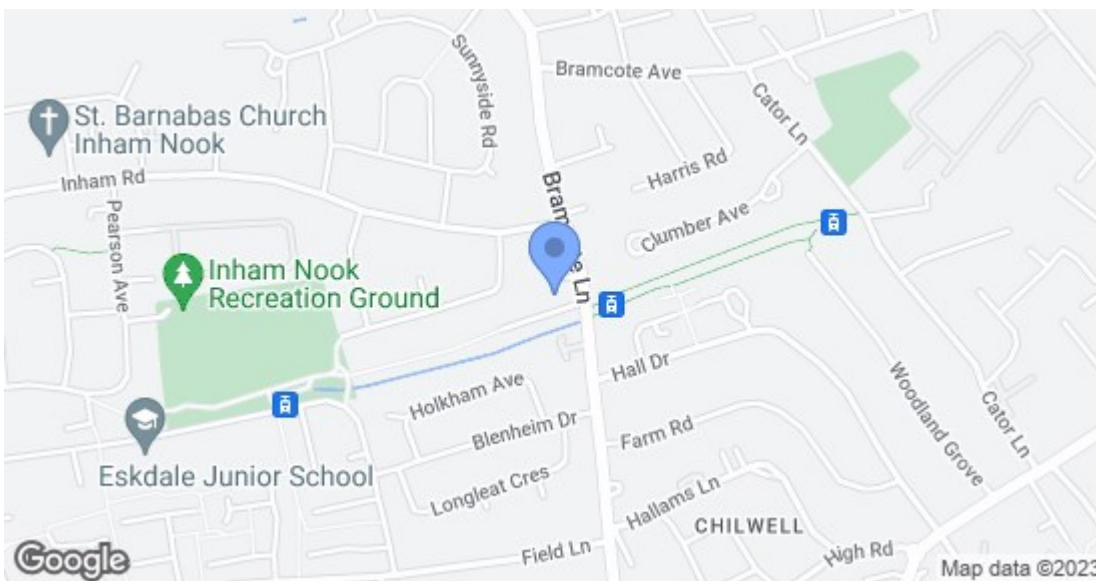 Sunnyside Rd
Bramcote Ave
Cator Ln
St. Barnabas Church
Inham Nook
Harris Rd
Inham Rd
Pearson Ave
Clumber Ave
Inham Nook
Recreation Ground
Hall Dr
Woodland Grove
Cator Ln
Holkham Ave
Blenheim Dr
Farm Rd
Eskdale Junior School
Longleat Cres
Hallams Ln
CHILWELL
Field Ln
High Rd
Google
Map data ©2023